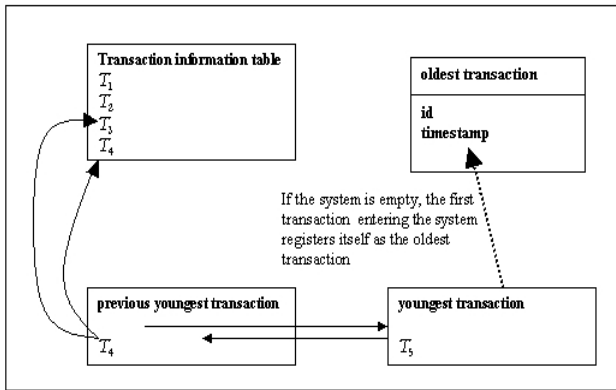 Transaction information table
T1
T2
T3
T4
oldest transaction
id
timestamp
If the system is empty, the first
transaction entering the system
registers itself as the oldest
transaction
previous youngest transaction
T4
youngest transaction
T5